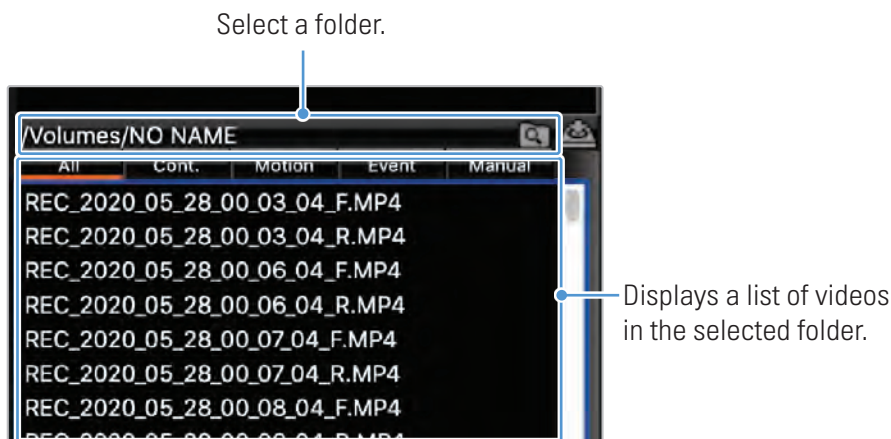 Select a folder.
/Volumes/NO NAME
All Cont. Motion Event Manual
REC_2020_05_28_00_03_04_F.MP4
REC_2020_05_28_00_03_04_R.MP4
REC_2020_05_28_00_06_04_F.MP4
REC_2020_05_28_00_06_04_R.MP4
Displays a list of videos
in the selected folder.
REC_2020_05_28_00_07_04_F.MP4
REC_2020_05_28_00_07_04_R.MP4
REC_2020_05_28_00_08_04_F.MP4